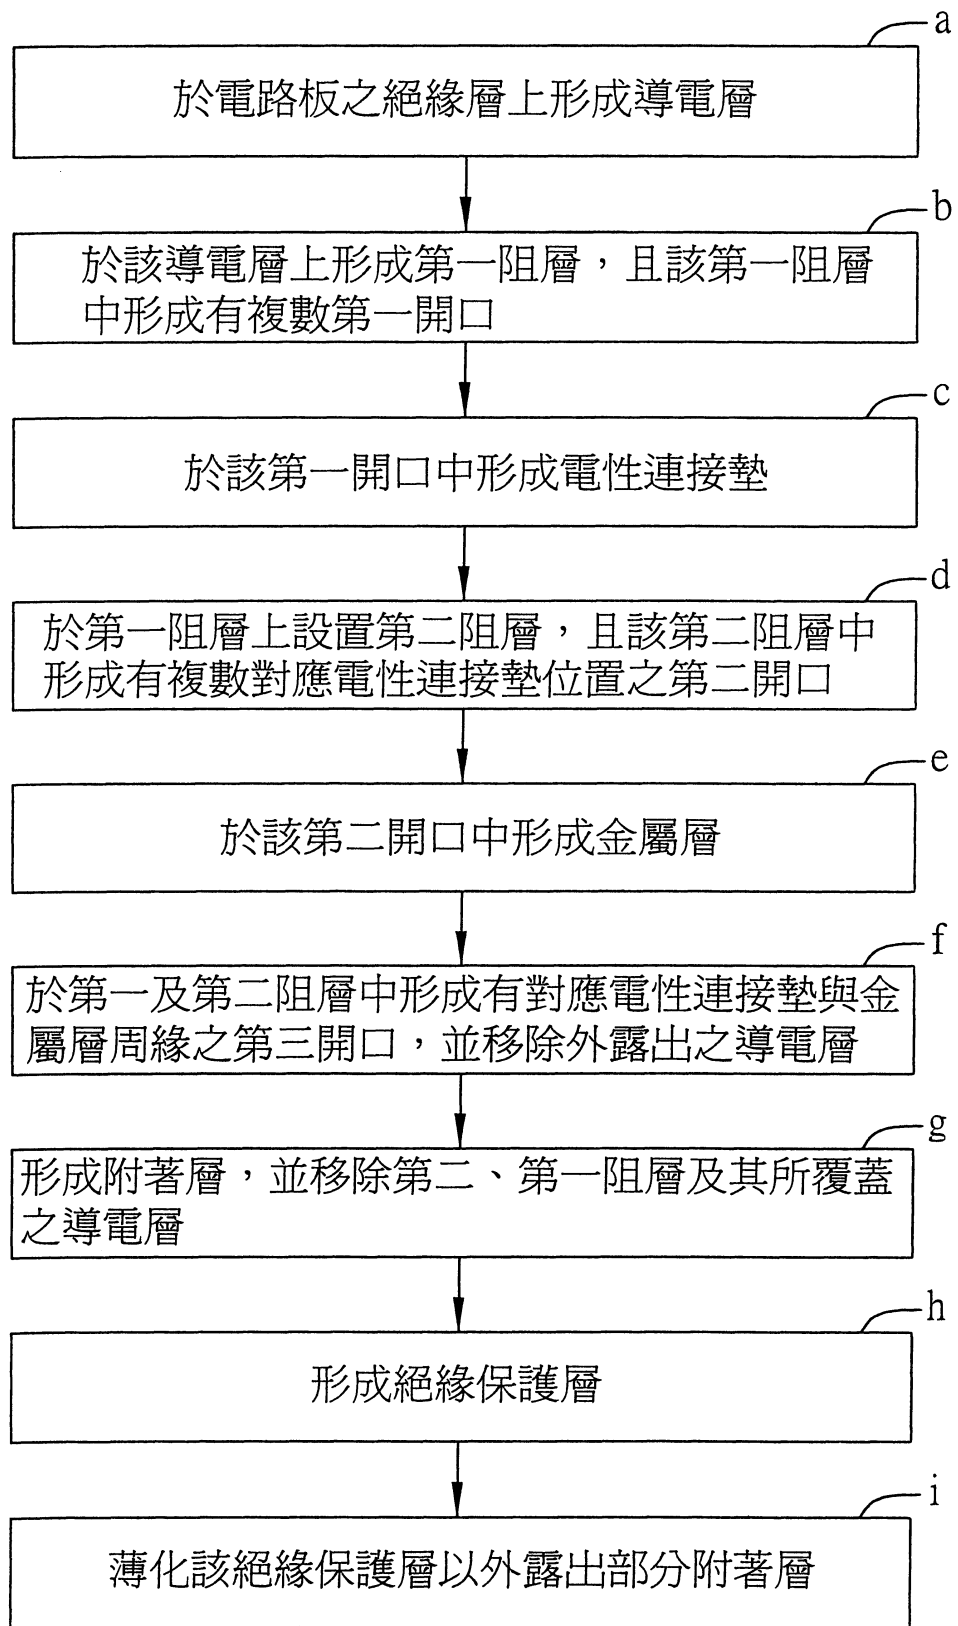 a
於電路板之絕緣層上形成導電層
b
於該導電層上形成第一阻層，且該第一阻層
中形成有複數第一開口
c
於該第一開口中形成電性連接墊
d
於第一阻層上設置第二阻層，且該第二阻層中
形成有複數對應電性連接墊位置之第二開口
e
於該第二開口中形成金屬層
f
於第一及第二阻層中形成有對應電性連接墊與金
屬層周緣之第三開口，並移除外露出之導電層
g
形成附著層，並移除第二、第一阻層及其所覆蓋
之導電層
h
形成絕緣保護層
i
薄化該絕緣保護層以外露出部分附著層